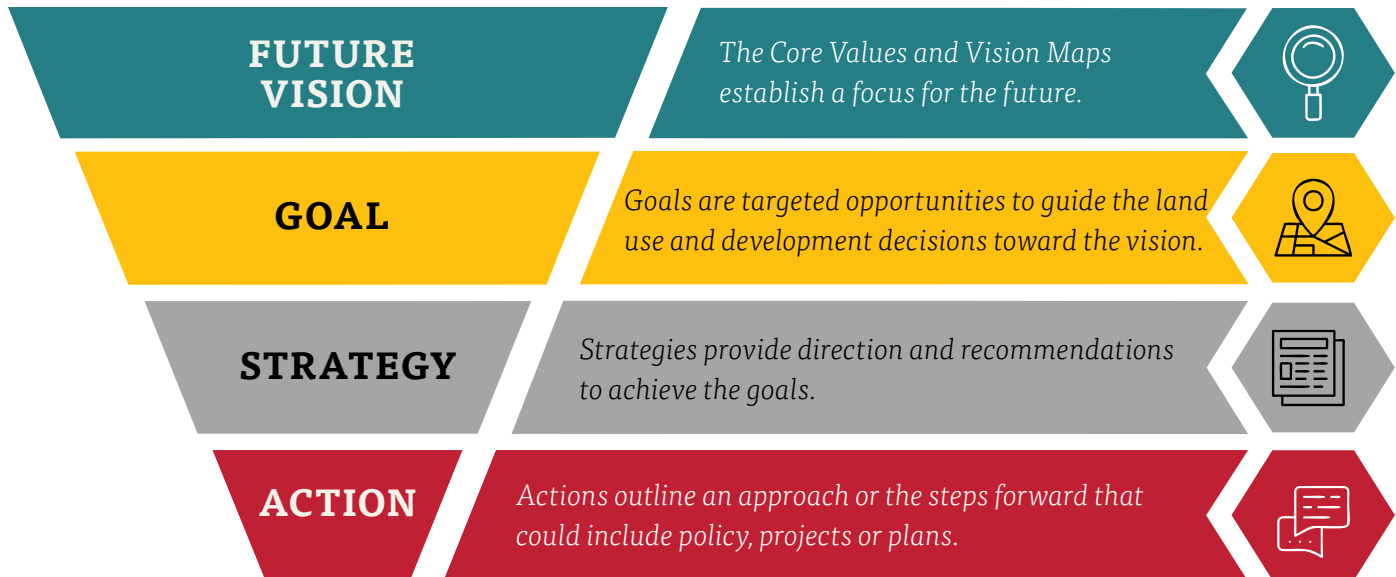 FUTURE
VISION
The Core Values and Vision Maps
establish a focus for the future.
GOAL
Goals are targeted opportunities to guide the land
use and development decisions toward the vision.
STRATEGY
Strategies provide direction and recommendations
to achieve the goals.
ACTION
Actions outline an approach or the steps forward that
could include policy, projects or plans.